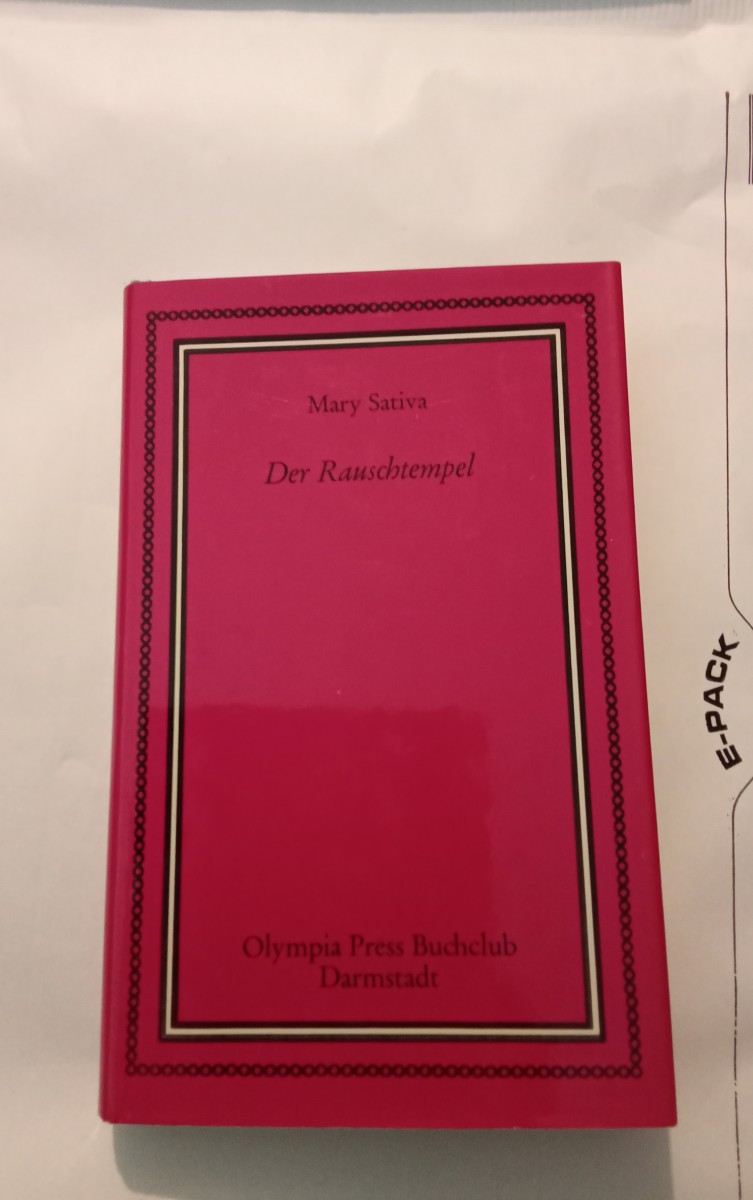 Mary Sativa
Der Rauschtempel
Olympia Press Buchclub
Darmstadt
E-PACK